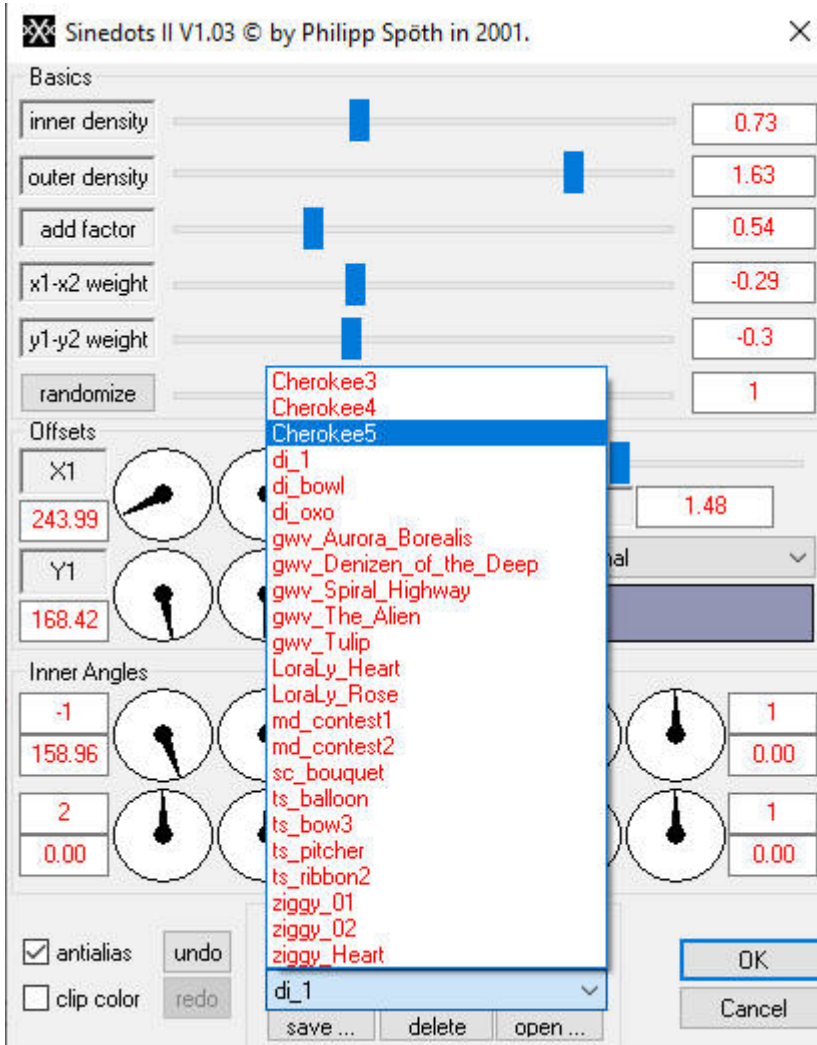 Sinedots II V1.03 © by Philipp Spöth in 2001.
Basics
inner density 0.73
outer density 1.63
add factor 0.54
x1-x2 weight -0.29
y1-y2 weight -0.3
randomize 1
Offsets
X1
243.99
1.48
Y1
168.42
Inner Angles
-1
158.96
1
0.00
2
0.00
1
0.00
Cherokee3
Cherokee4
Cherokee5
di_1
di_bowl
di_oxo
gwv_Aurora_Borealis
gwv_Denizen_of_the_Deep
gwv_Spiral_Highway
gwv_The_Alien
gwv_Tulip
LoraLy_Heart
LoraLy_Rose
md_contest1
md_contest2
sc_bouquet
ts_balloon
ts_bow3
ts_pitcher
ts_ribbon2
ziggy_01
ziggy_02
ziggy_Heart
antialias undo
clip color redo
di_1
save ... delete open ...
OK
Cancel